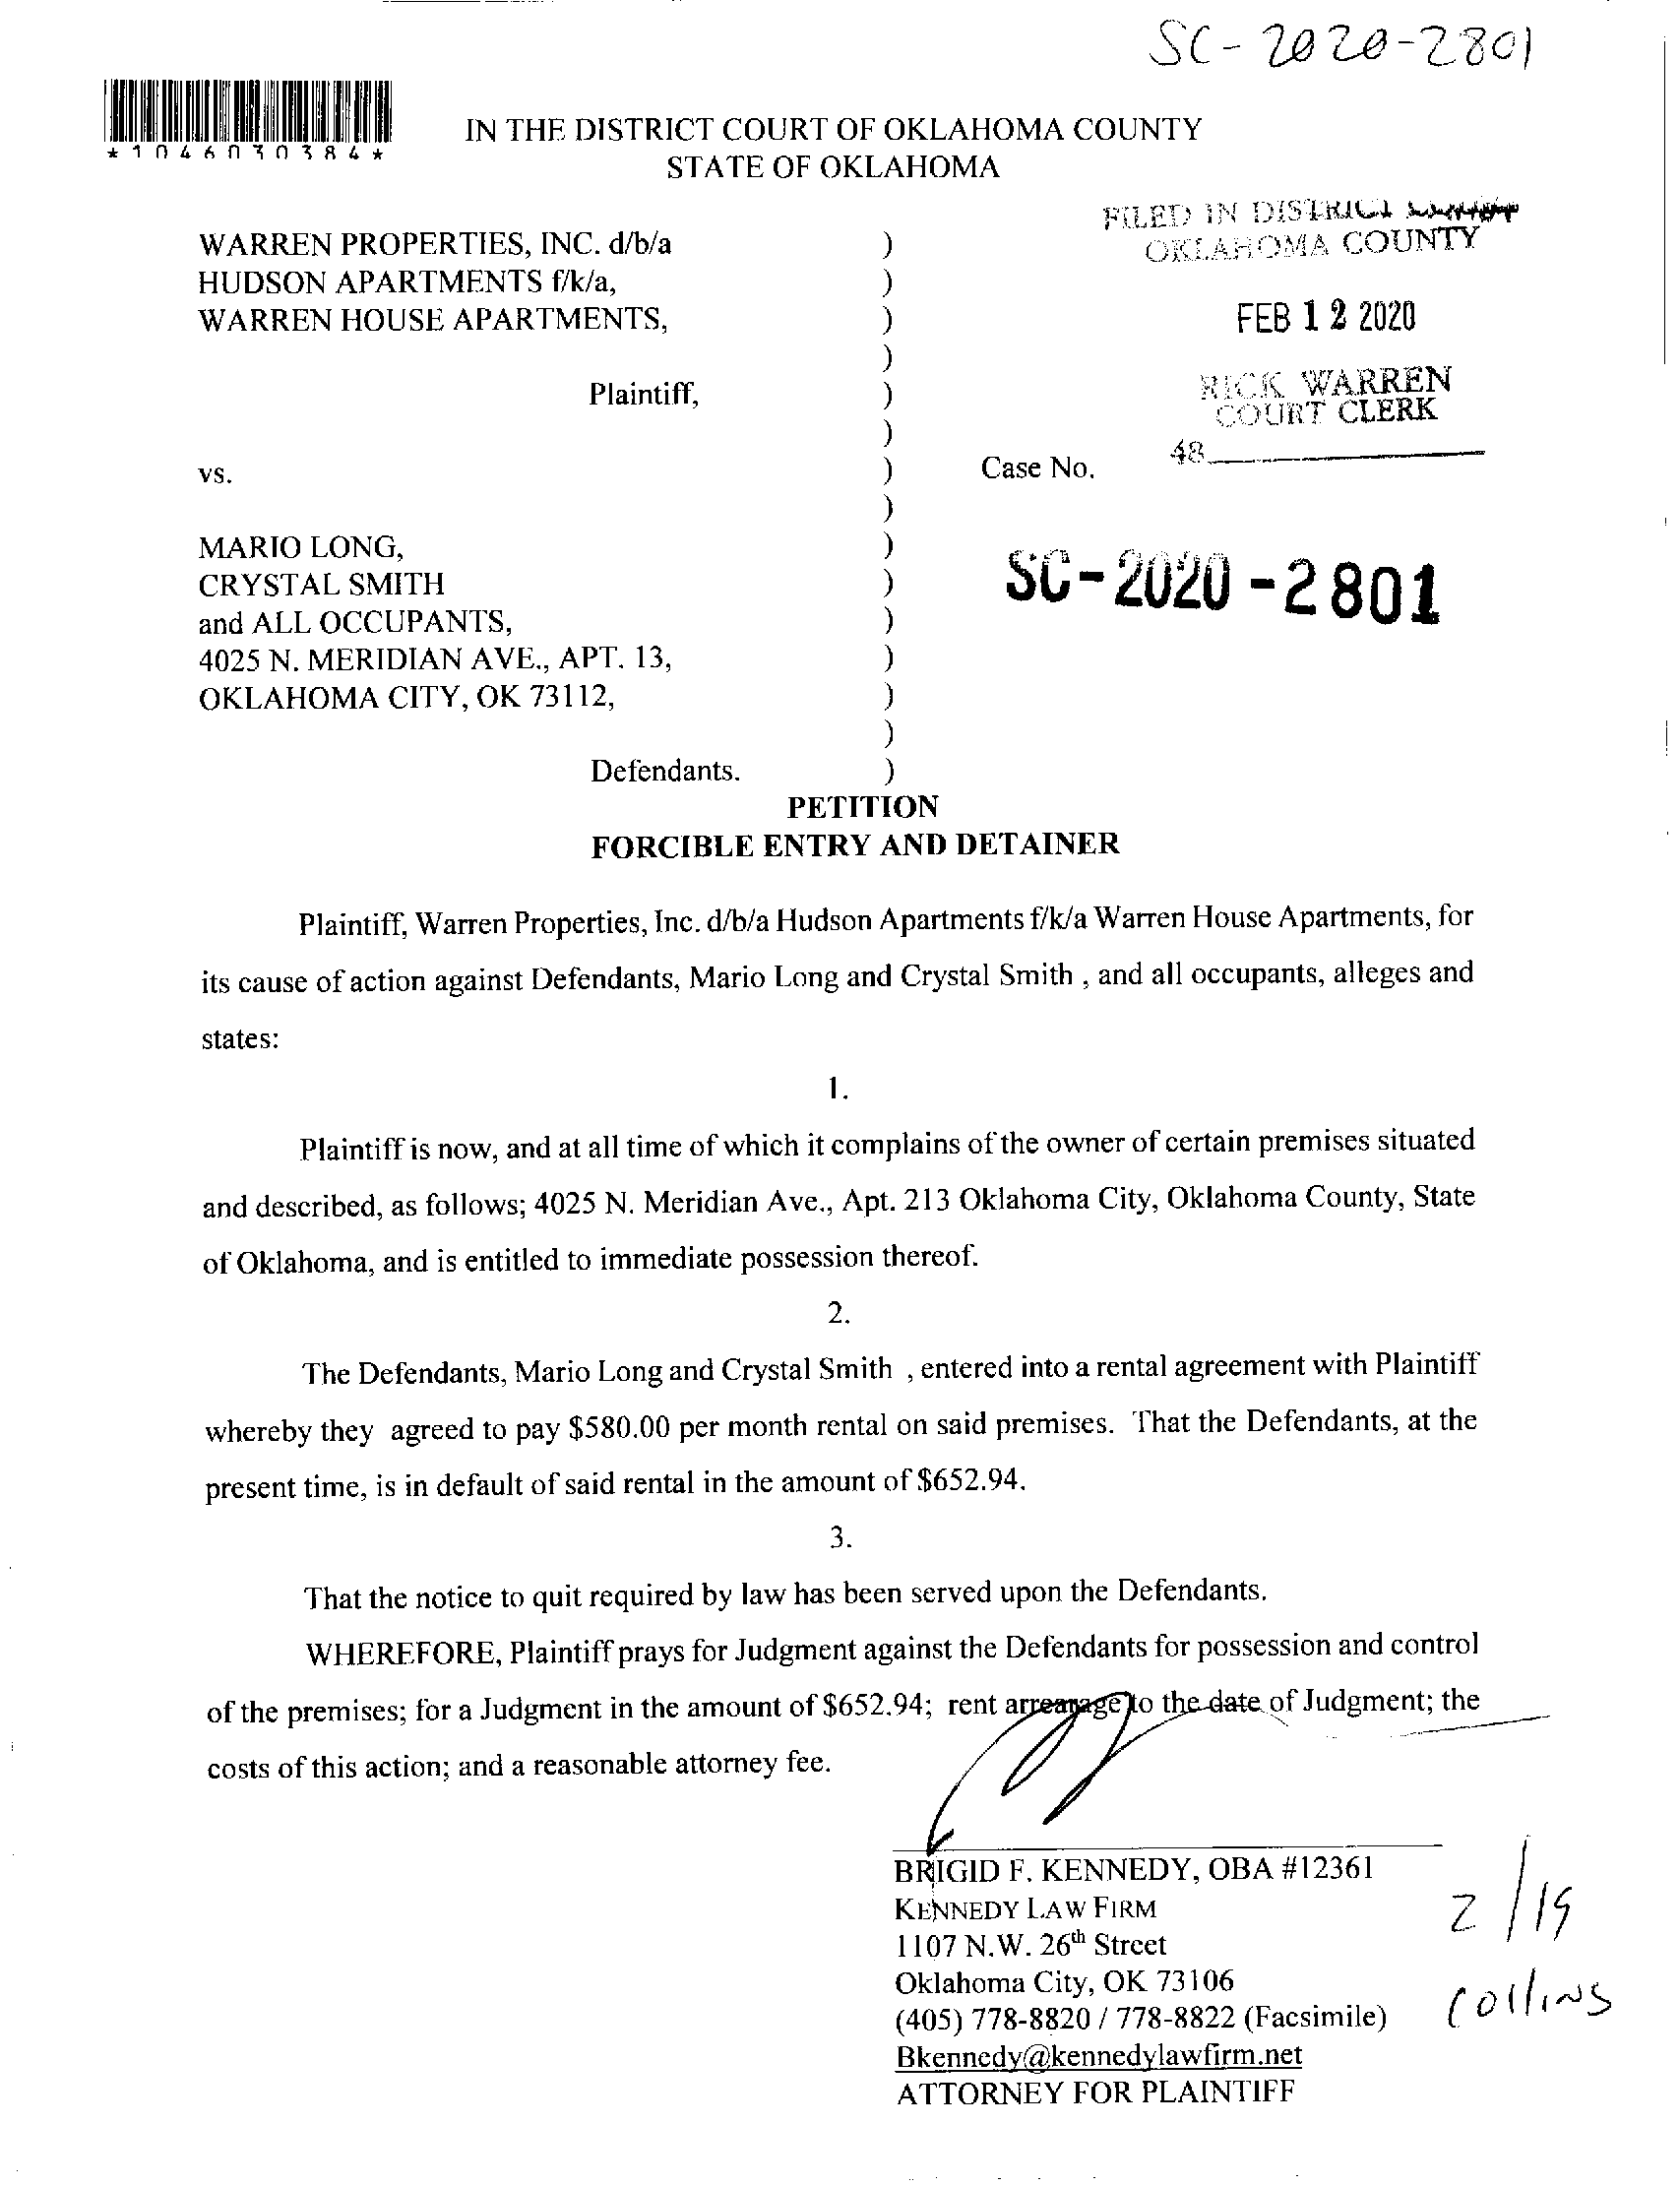 SC-2020-2801
*1046030384*
IN THE DISTRICT COURT OF OKLAHOMA COUNTY
STATE OF OKLAHOMA
FILED IN DISTRICT
OKLAHOMA COUNTY
FEB 12 2020
RICK WARREN
COURT CLERK
48
WARREN PROPERTIES, INC. d/b/a )
HUDSON APARTMENTS f/k/a, )
WARREN HOUSE APARTMENTS, )
)
Plaintiff, )
)
vs. ) Case No.
)
MARIO LONG, )
CRYSTAL SMITH ) SC-2020-2801
and ALL OCCUPANTS, )
4025 N. MERIDIAN AVE., APT. 13, )
OKLAHOMA CITY, OK 73112, )
)
Defendants. )
PETITION
FORCIBLE ENTRY AND DETAINER
Plaintiff, Warren Properties, Inc. d/b/a Hudson Apartments f/k/a Warren House Apartments, for
its cause of action against Defendants, Mario Long and Crystal Smith , and all occupants, alleges and
states:
1.
Plaintiff is now, and at all time of which it complains of the owner of certain premises situated
and described, as follows; 4025 N. Meridian Ave., Apt. 213 Oklahoma City, Oklahoma County, State
of Oklahoma, and is entitled to immediate possession thereof.
2.
The Defendants, Mario Long and Crystal Smith , entered into a rental agreement with Plaintiff
whereby they agreed to pay $580.00 per month rental on said premises. That the Defendants, at the
present time, is in default of said rental in the amount of $652.94.
3.
That the notice to quit required by law has been served upon the Defendants.
WHEREFORE, Plaintiff prays for Judgment against the Defendants for possession and control
of the premises; for a Judgment in the amount of $652.94; rent arrearage to the date of Judgment; the
costs of this action; and a reasonable attorney fee.
BRIGID F. KENNEDY, OBA #12361
KENNEDY LAW FIRM
1107 N.W. 26th Street
Oklahoma City, OK 73106
(405) 778-8820 / 778-8822 (Facsimile)
Bkennedy@kennedylawfirm.net
ATTORNEY FOR PLAINTIFF
2/19
Collins